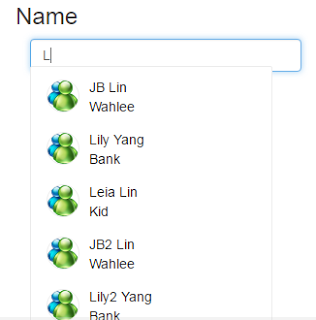 Name
L
JB Lin
Wahlee
Lily Yang
Bank
Leia Lin
Kid
JB2 Lin
Wahlee
Lily2 Yang
Bank